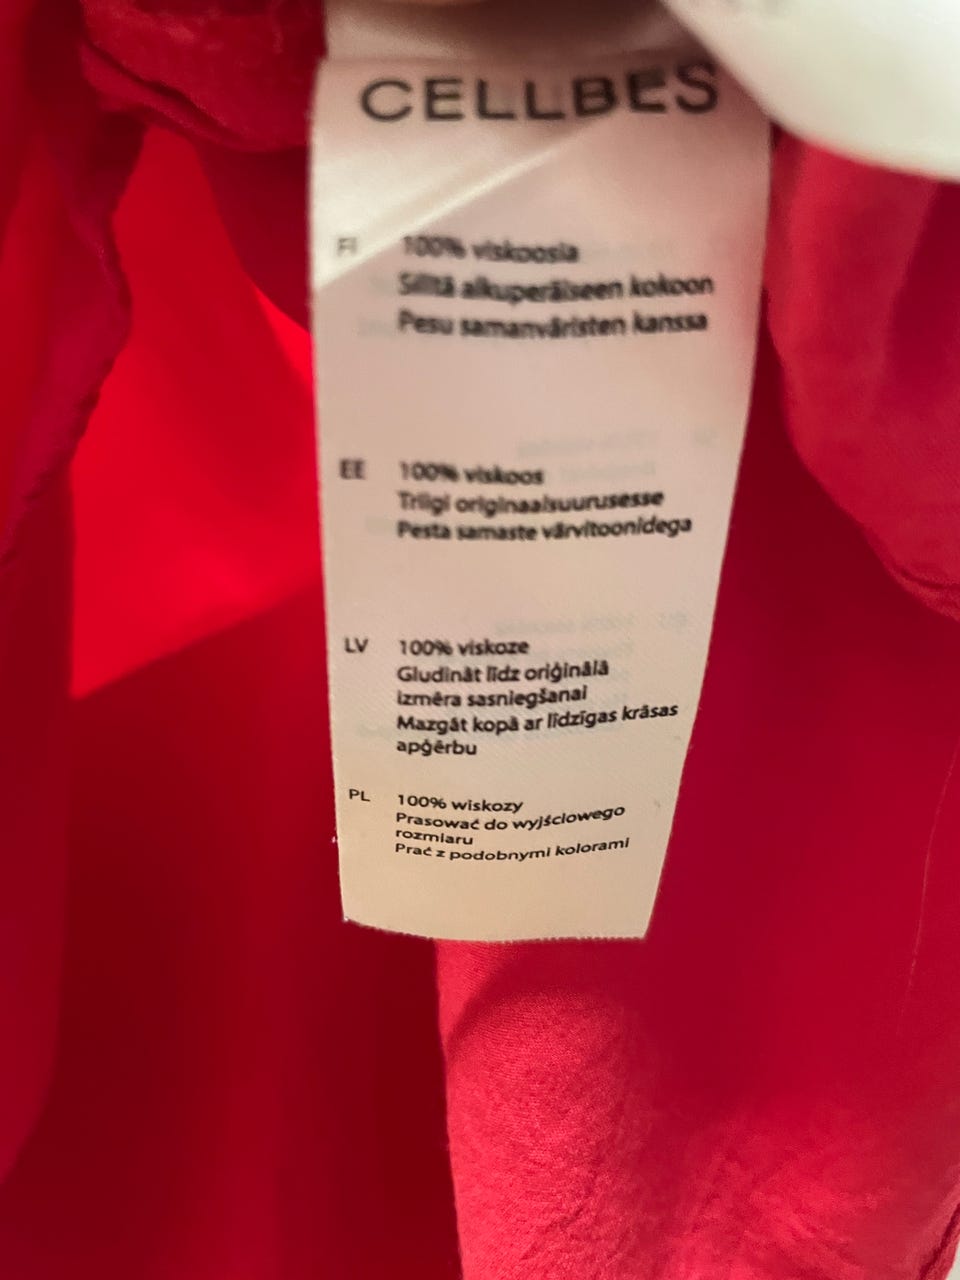 CELLBES
FI 100% viskoosia
Silitä alkuperäiseen kokoon
Pesu samanväristen kanssa
EE 100% viskoos
Triigi originaalsuurusesse
Pesta samaste värvitoonidega
LV 100% viskoze
Gludināt līdz oriģinālā
izmēra sasniegšanai
Mazgāt kopā ar līdzīgas krāsas
apģērbu
PL 100% wiskozy
Prasować do wyjściowego
rozmiaru
Prać z podobnymi kolorami